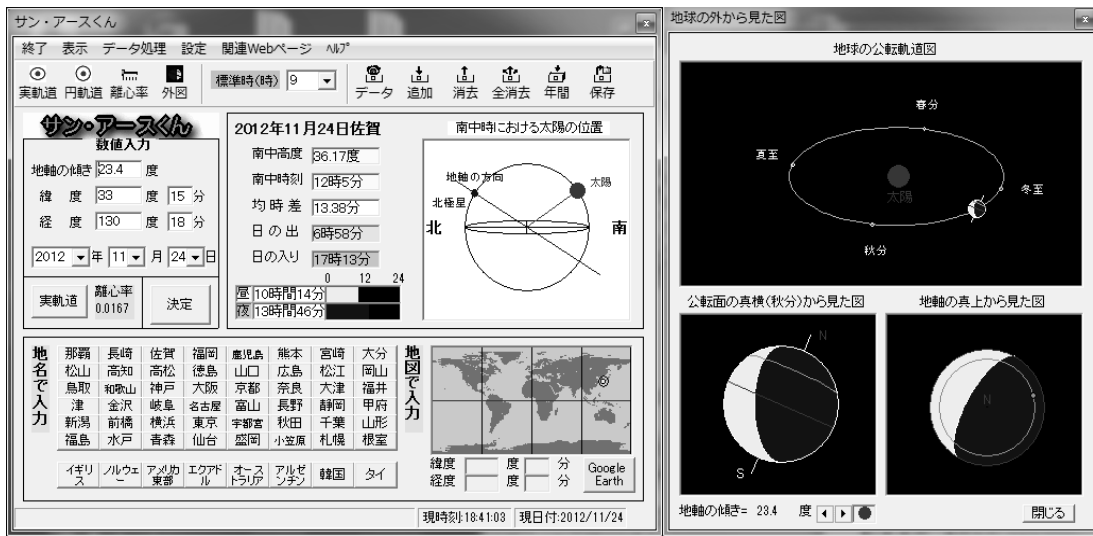 サン・アースくん
終了 表示 データ処理 設定 関連Webページ ヘルプ
実軌道 円軌道 離心率 外図 標準時(時) 9 データ 追加 消去 全消去 年間 保存
サン・アースくん
数値入力
地軸の傾き 23.4 度
緯 度 33 度 15 分
経 度 130 度 18 分
2012 年 11 月 24 日
実軌道 離心率 0.0167 決定
2012年11月24日佐賀
南中高度 36.17度
南中時刻 12時5分
均時差 13.38分
日の出 6時58分
日の入り 17時13分
0 12 24
昼 10時間14分
夜 13時間46分
南中時における太陽の位置
地軸の方向
太陽
北極星
北 南
地名で入力
那覇 長崎 佐賀 福岡 鹿児島 熊本 宮崎 大分
松山 高知 高松 徳島 山口 広島 松江 岡山
鳥取 和歌山 神戸 大阪 京都 奈良 大津 福井
津 金沢 岐阜 名古屋 富山 長野 静岡 甲府
新潟 前橋 横浜 東京 宇都宮 秋田 千葉 山形
福島 水戸 青森 仙台 盛岡 小笠原 札幌 根室
イギリス ノルウェー アメリカ東部 エクアドル オーストラリア アルゼンチン 韓国 タイ
地図で入力
緯度 度 分
経度 度 分
Google Earth
現時刻:18:41:03 現日付:2012/11/24
地球の外から見た図
地球の公転軌道図
春分
夏至
太陽
冬至
秋分
公転面の真横(秋分)から見た図 地軸の真上から見た図
N
S
N
地軸の傾き= 23.4 度 閉じる